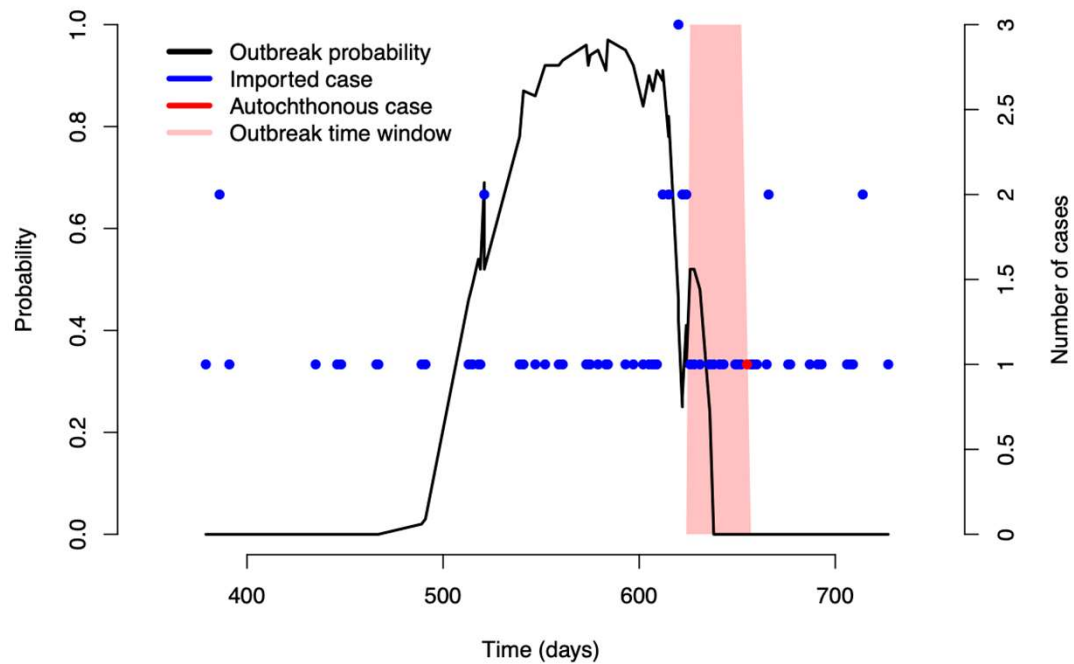 Outbreak probability
Imported case
Autochthonous case
Outbreak time window
Probability
0.0
0.2
0.4
0.6
0.8
1.0
Number of cases
0
0.5
1
1.5
2
2.5
3
400
500
600
700
Time (days)